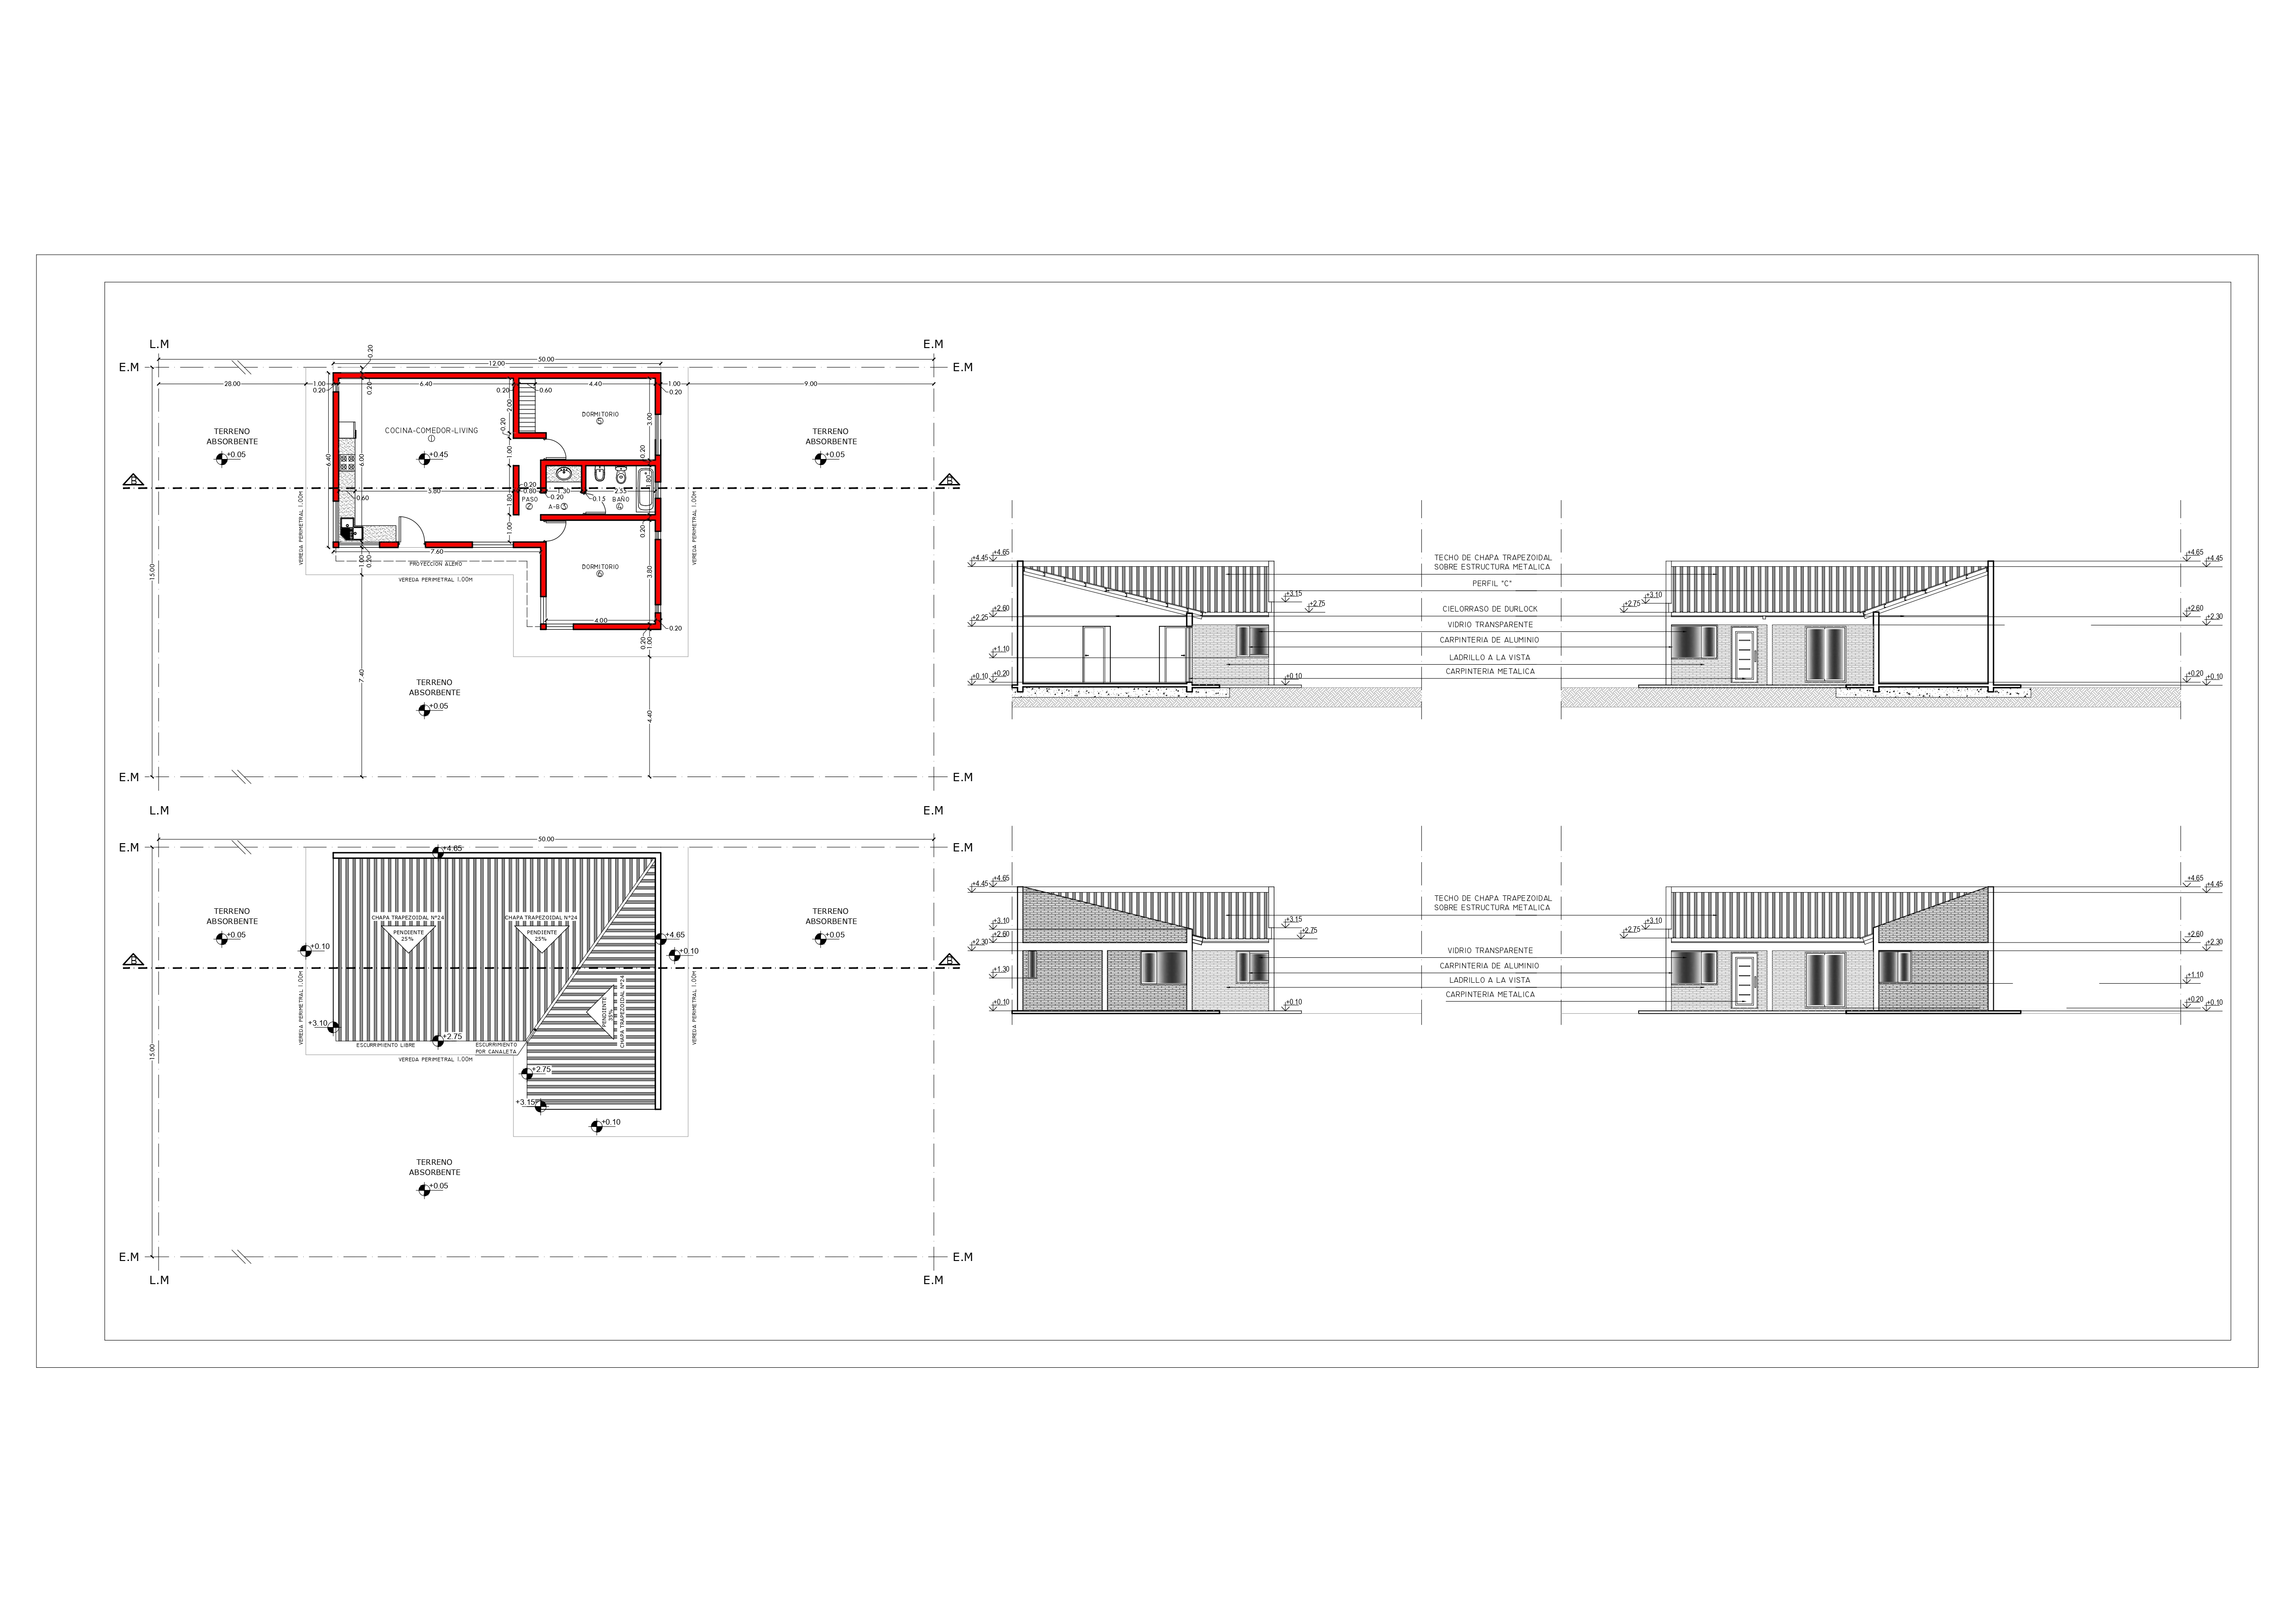 L.M
E.M
E.M
E.M
50.00
12.00
0.20
28.00
1.00
0.20
0.20
6.40
0.20
0.60
4.40
1.00
0.20
9.00
TERRENO
ABSORBENTE
+0.05
COCINA-COMEDOR-LIVING
1
+0.45
DORMITORIO
5
TERRENO
ABSORBENTE
+0.05
2.00
0.20
1.00
3.00
0.20
6.40
6.00
5.80
0.60
0.20
0.80
1.30
0.20
0.15
2.55
1.80
1.80
PASO
2
A-B
3
BAÑO
4
1.00
0.20
VEREDA PERIMETRAL 1.00M
VEREDA PERIMETRAL 1.00M
7.60
1.00
0.20
PROYECCION ALERO
VEREDA PERIMETRAL 1.00M
DORMITORIO
6
3.80
4.00
0.20
0.20
1.00
15.00
7.40
4.40
TERRENO
ABSORBENTE
+0.05
E.M
E.M
L.M
E.M
50.00
E.M
E.M
+4.65
TERRENO
ABSORBENTE
+0.05
CHAPA TRAPEZOIDAL N°24
PENDIENTE
25%
CHAPA TRAPEZOIDAL N°24
PENDIENTE
25%
TERRENO
ABSORBENTE
+0.05
+0.10
+4.65
+0.10
PENDIENTE
CHAPA TRAPEZOIDAL N°24
VEREDA PERIMETRAL 1.00M
VEREDA PERIMETRAL 1.00M
+3.10
+2.75
ESCURRIMIENTO LIBRE
ESCURRIMIENTO
POR CANALETA
VEREDA PERIMETRAL 1.00M
15.00
+2.75
+3.15
+0.10
TERRENO
ABSORBENTE
+0.05
E.M
E.M
L.M
E.M
+4.45
+4.65
+2.60
+2.25
+1.10
+0.20
+0.10
+3.15
+2.75
+0.10
TECHO DE CHAPA TRAPEZOIDAL
SOBRE ESTRUCTURA METALICA
PERFIL "C"
CIELORRASO DE DURLOCK
VIDRIO TRANSPARENTE
CARPINTERIA DE ALUMINIO
LADRILLO A LA VISTA
CARPINTERIA METALICA
+3.10
+2.75
+4.65
+4.45
+2.60
+2.30
+0.20
+0.10
+4.45
+4.65
+3.10
+2.60
+2.30
+1.30
+0.10
+3.15
+2.75
+0.10
TECHO DE CHAPA TRAPEZOIDAL
SOBRE ESTRUCTURA METALICA
VIDRIO TRANSPARENTE
CARPINTERIA DE ALUMINIO
LADRILLO A LA VISTA
CARPINTERIA METALICA
+3.10
+2.75
+4.65
+4.45
+2.60
+2.30
+1.10
+0.20
+0.10